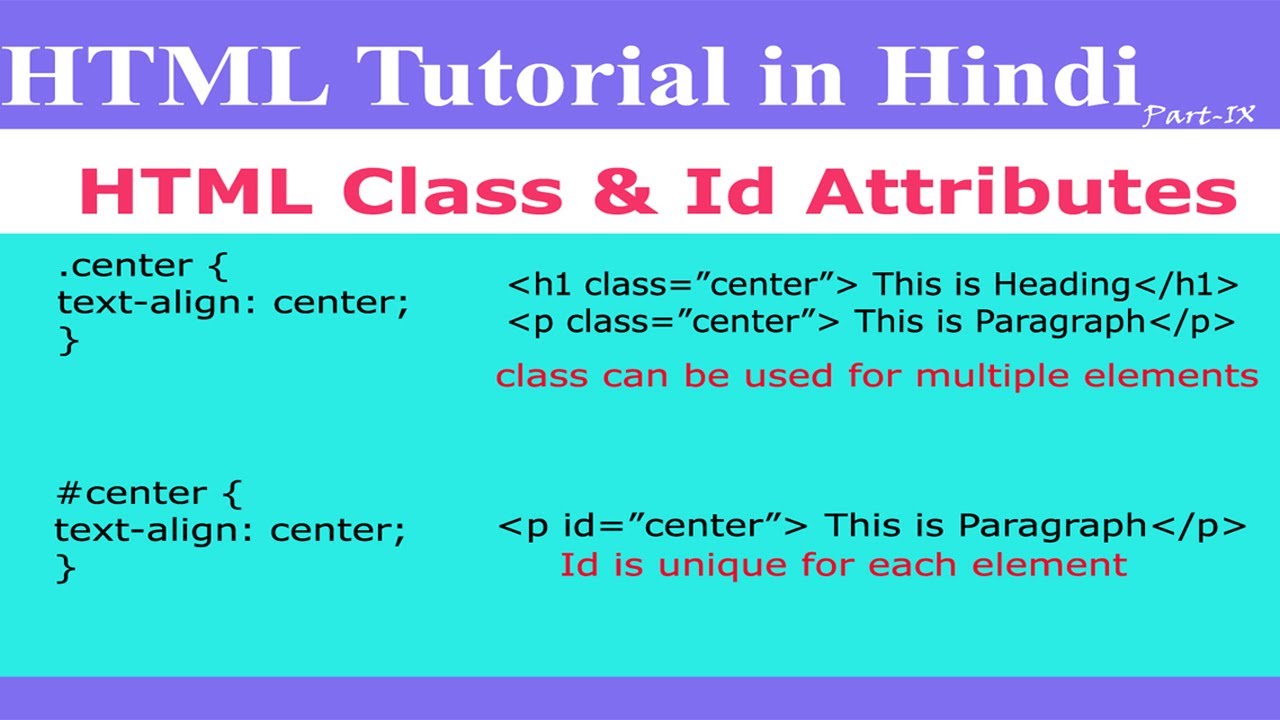 HTML Tutorial in Hindi
Part-IX
HTML Class & Id Attributes
.center {
text-align: center;
}
<h1 class=”center”> This is Heading</h1>
<p class=”center”> This is Paragraph</p>
class can be used for multiple elements
#center {
text-align: center;
}
<p id=”center”> This is Paragraph</p>
Id is unique for each element